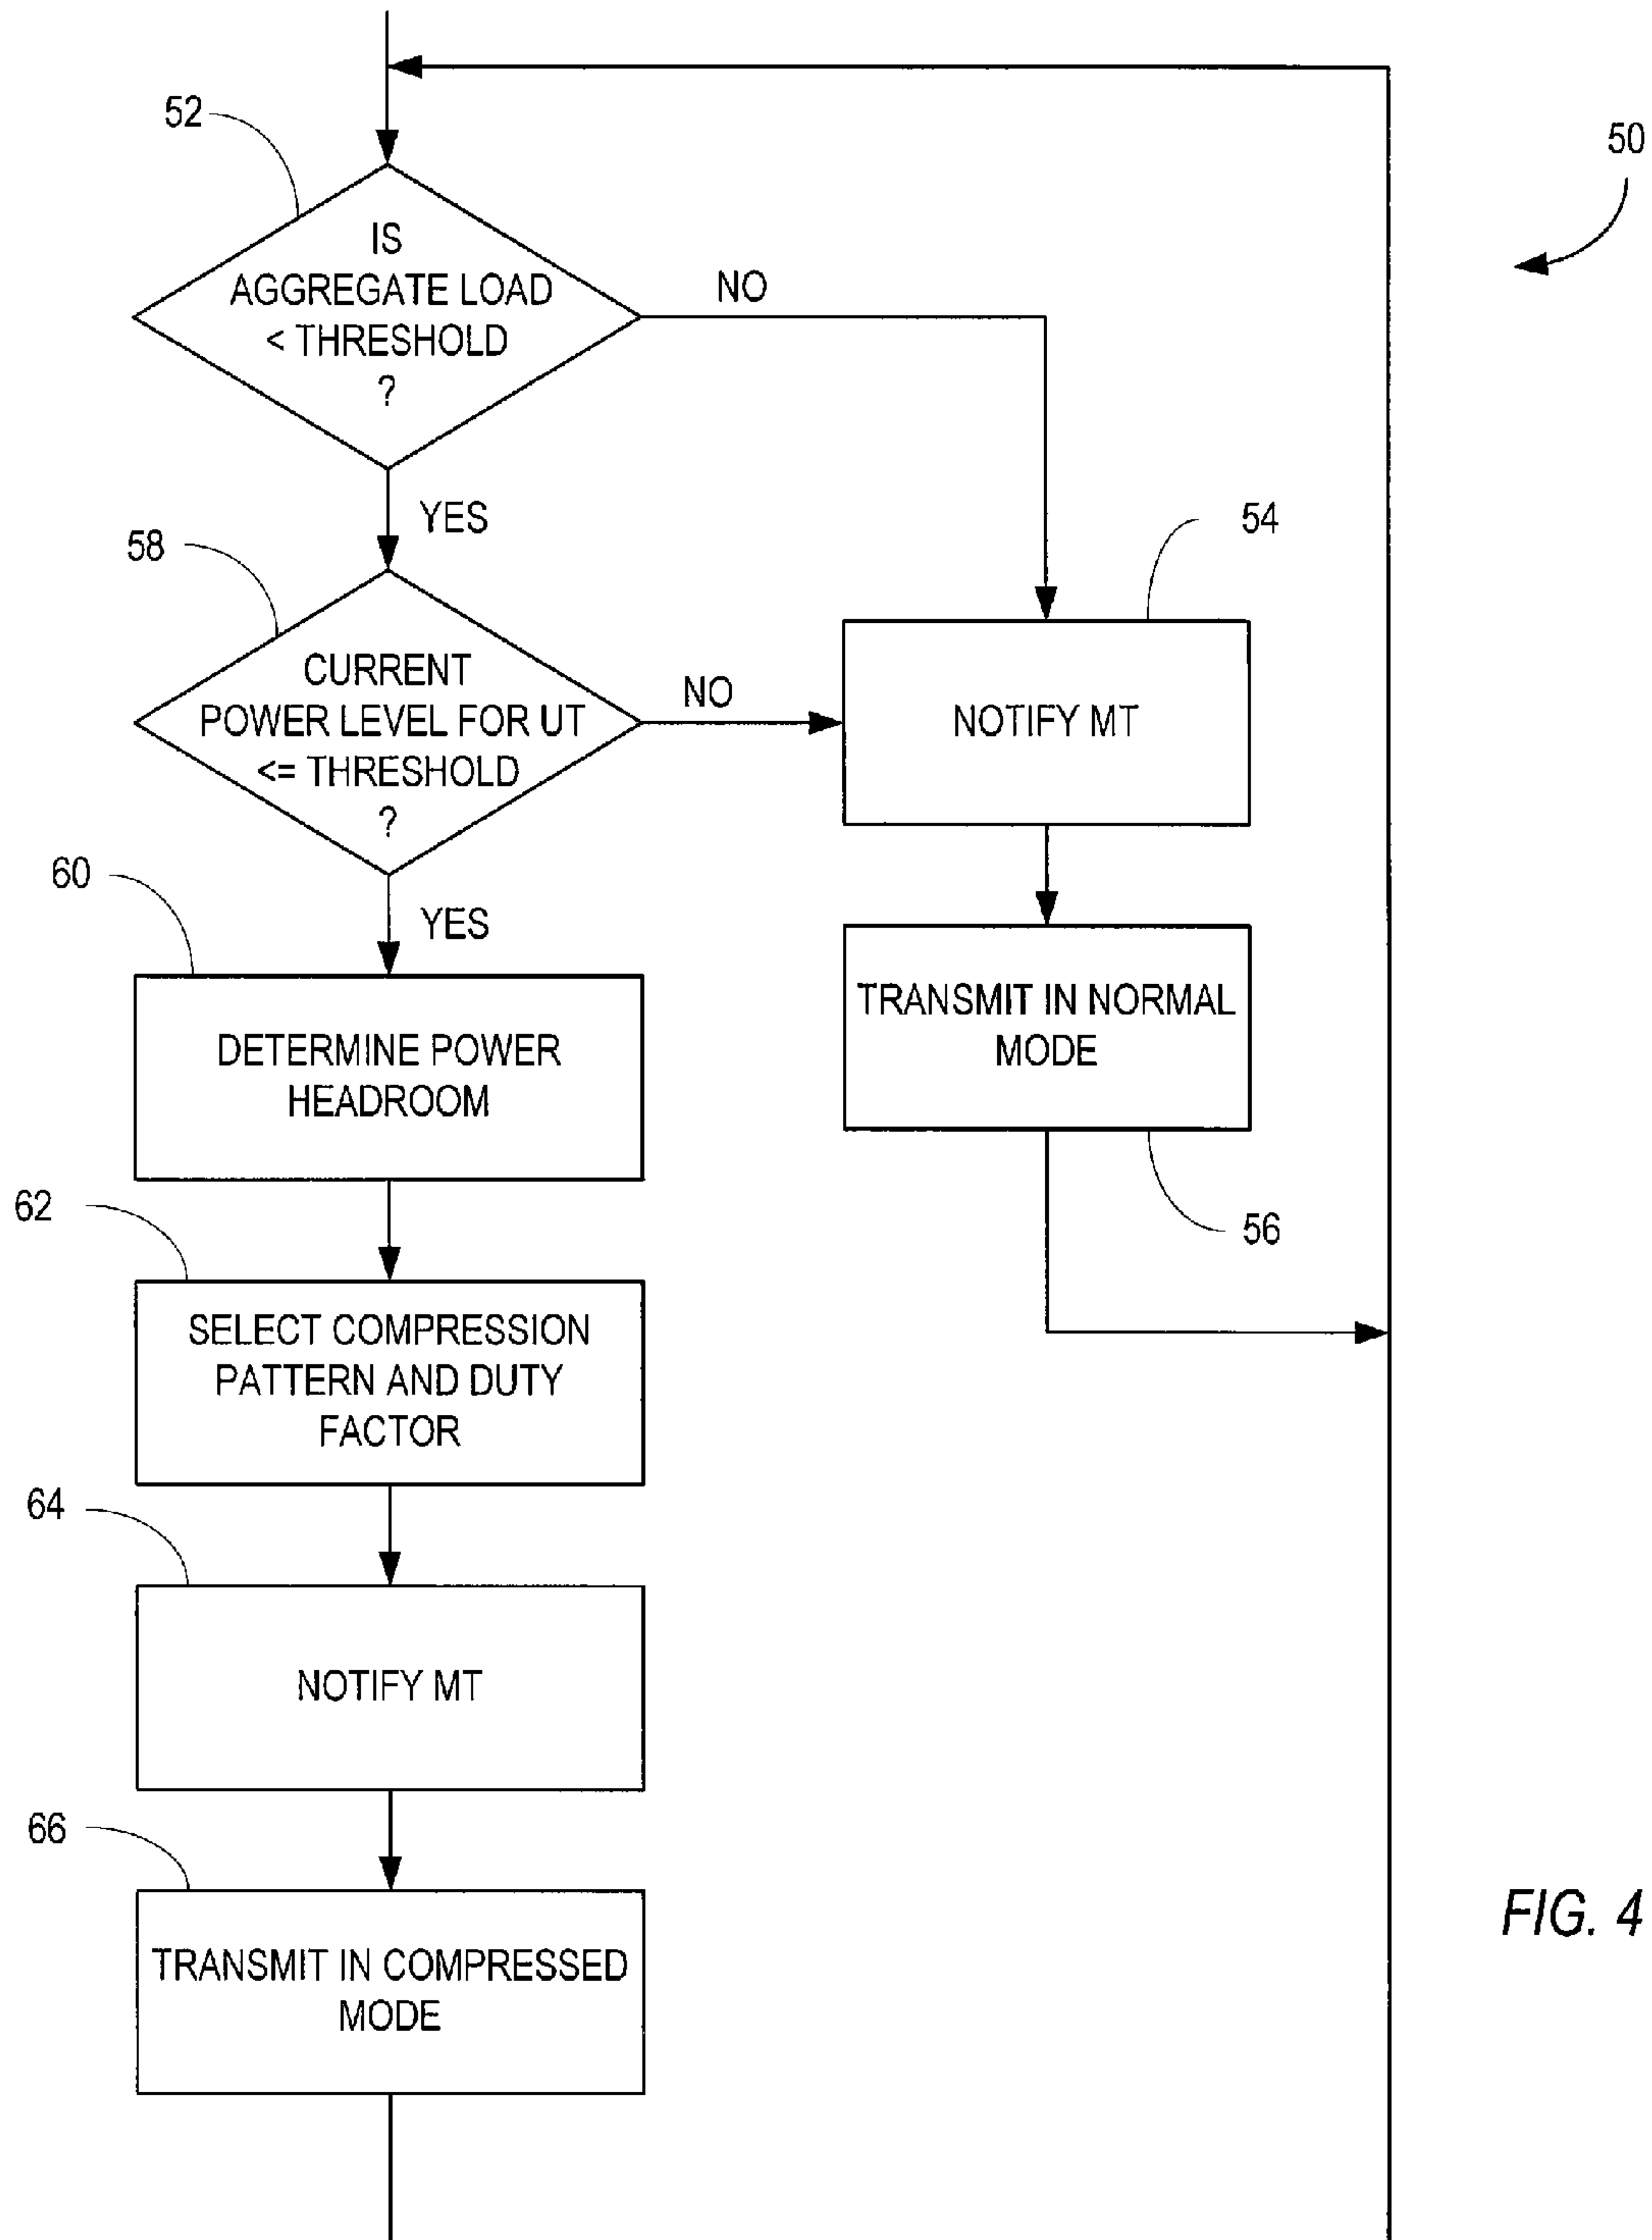 52
50
IS
AGGREGATE LOAD
< THRESHOLD
?
NO
YES
58
54
CURRENT
POWER LEVEL FOR UT
<= THRESHOLD
?
NO
NOTIFY MT
60
YES
TRANSMIT IN NORMAL
MODE
DETERMINE POWER
HEADROOM
62
56
SELECT COMPRESSION
PATTERN AND DUTY
FACTOR
64
NOTIFY MT
66
TRANSMIT IN COMPRESSED
MODE
FIG. 4